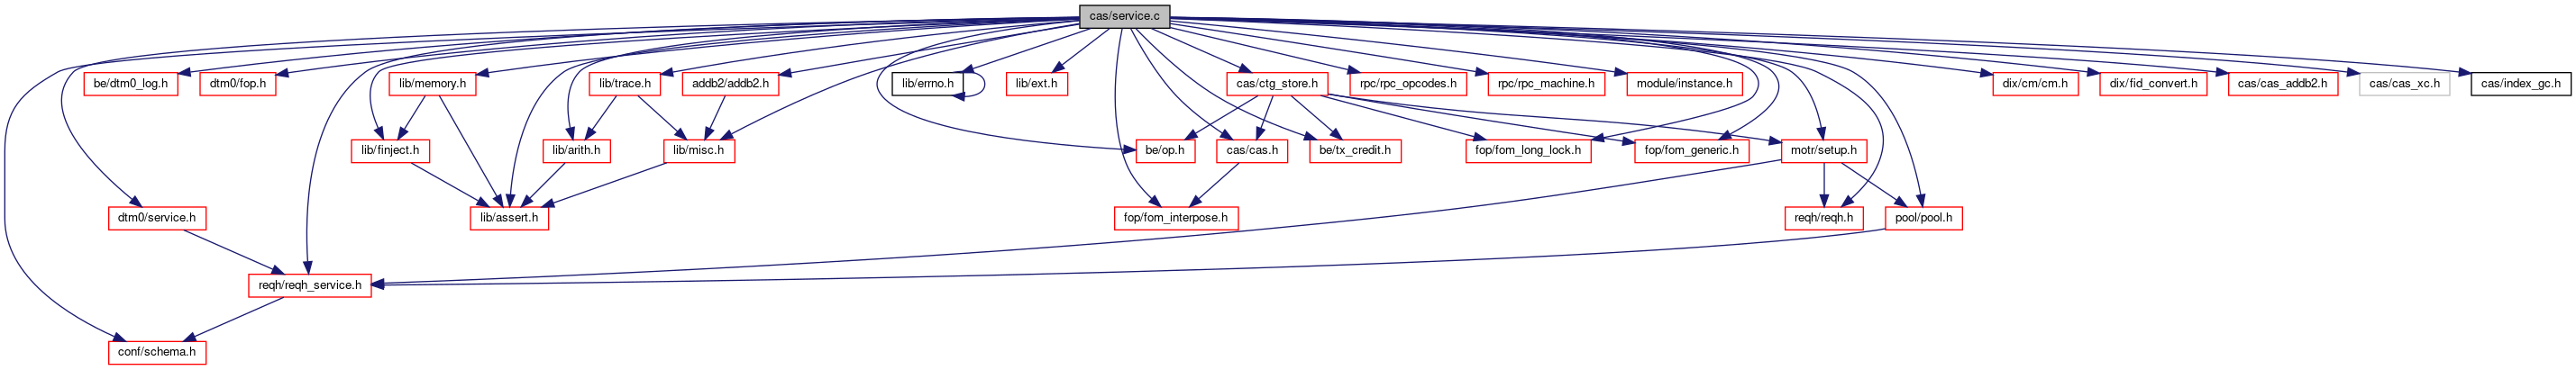 cas/service.c
be/dtm0_log.h
dtm0/fop.h
lib/memory.h
lib/trace.h
addb2/addb2.h
lib/errno.h
lib/ext.h
cas/ctg_store.h
rpc/rpc_opcodes.h
rpc/rpc_machine.h
module/instance.h
dix/cm/cm.h
dix/fid_convert.h
cas/cas_addb2.h
cas/cas_xc.h
cas/index_gc.h
lib/finject.h
lib/arith.h
lib/misc.h
be/op.h
cas/cas.h
be/tx_credit.h
fop/fom_long_lock.h
fop/fom_generic.h
motr/setup.h
dtm0/service.h
lib/assert.h
fop/fom_interpose.h
reqh/reqh.h
pool/pool.h
reqh/reqh_service.h
conf/schema.h